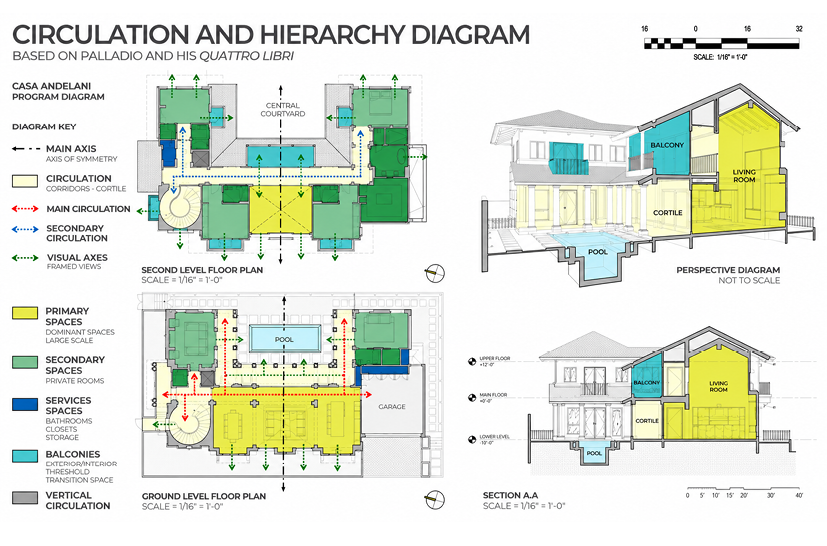 CIRCULATION AND HIERARCHY DIAGRAM
BASED ON PALLADIO AND HIS QUATTRO LIBRI
CASA ANDELANI
PROGRAM DIAGRAM
DIAGRAM KEY
MAIN AXIS
AXIS OF SYMMETRY
CIRCULATION
CORRIDORS - CORTILE
MAIN CIRCULATION
SECONDARY
CIRCULATION
VISUAL AXES
FRAMED VIEWS
PRIMARY
SPACES
DOMINANT SPACES
LARGE SCALE
SECONDARY
SPACES
PRIVATE ROOMS
SERVICES
SPACES
BATHROOMS
CLOSETS
STORAGE
BALCONIES
EXTERIOR/INTERIOR
THRESHOLD
TRANSITION SPACE
VERTICAL
CIRCULATION
CENTRAL
COURTYARD
SECOND LEVEL FLOOR PLAN
SCALE = 1/16" = 1'-0"
POOL
GARAGE
GROUND LEVEL FLOOR PLAN
SCALE = 1/16" = 1'-0"
16 0 16 32
SCALE: 1/16" = 1'-0"
BALCONY
LIVING
ROOM
CORTILE
POOL
PERSPECTIVE DIAGRAM
NOT TO SCALE
UPPER FLOOR
+12'-0"
MAIN FLOOR
+0'-0"
LOWER LEVEL
-10'-0"
BALCONY
LIVING
ROOM
CORTILE
POOL
SECTION A.A
SCALE = 1/16" = 1'-0"
0 5' 10' 15' 20' 30' 40'